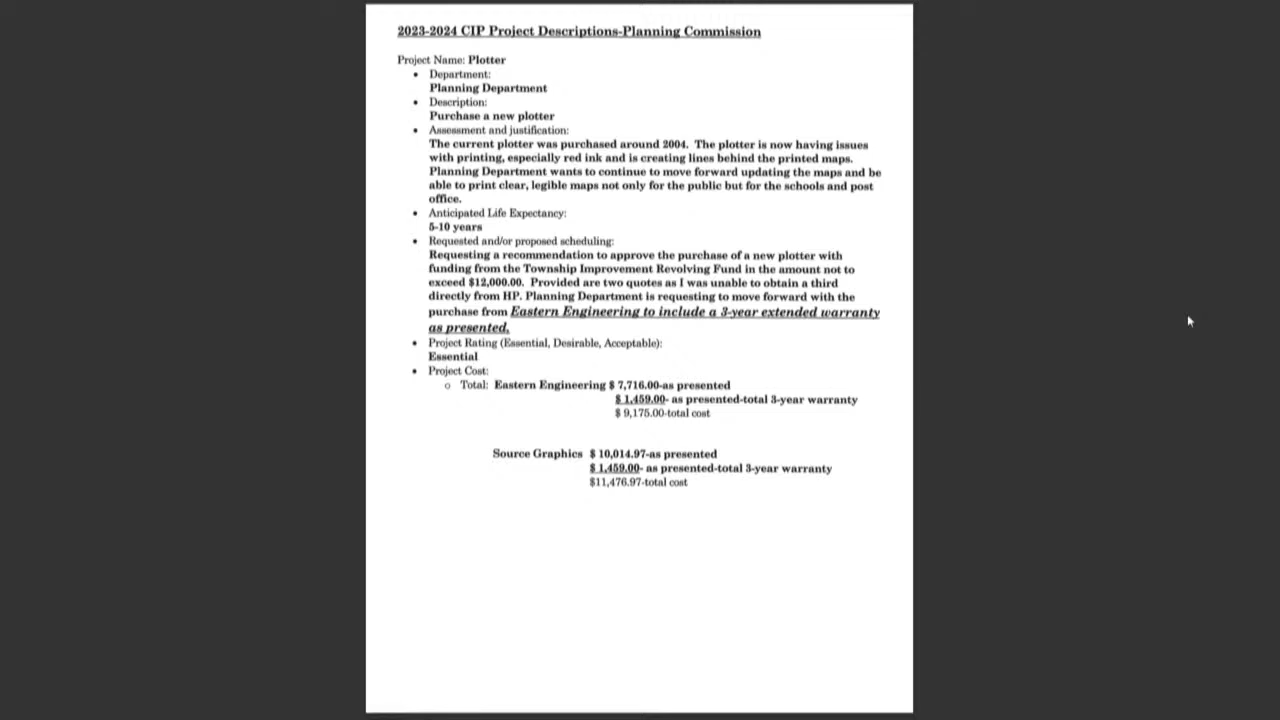 2023-2024 CIP Project Descriptions-Planning Commission
Project Name: Plotter
• Department:
Planning Department
• Description:
Purchase a new plotter
• Assessment and justification:
The current plotter was purchased around 2004. The plotter is now having issues
with printing, especially red ink and is creating lines behind the printed maps.
Planning Department wants to continue to move forward updating the maps and be
able to print clear, legible maps not only for the public but for the schools and post
office.
• Anticipated Life Expectancy:
5-10 years
• Requested and/or proposed scheduling:
Requesting a recommendation to approve the purchase of a new plotter with
funding from the Township Improvement Revolving Fund in the amount not to
exceed $12,000.00. Provided are two quotes as I was unable to obtain a third
directly from HP. Planning Department is requesting to move forward with the
purchase from Eastern Engineering to include a 3-year extended warranty
as presented.
• Project Rating (Essential, Desirable, Acceptable):
Essential
• Project Cost:
o Total: Eastern Engineering $ 7,716.00-as presented
$ 1,459.00- as presented-total 3-year warranty
$ 9,175.00-total cost
Source Graphics $ 10,014.97-as presented
$ 1,459.00- as presented-total 3-year warranty
$11,476.97-total cost